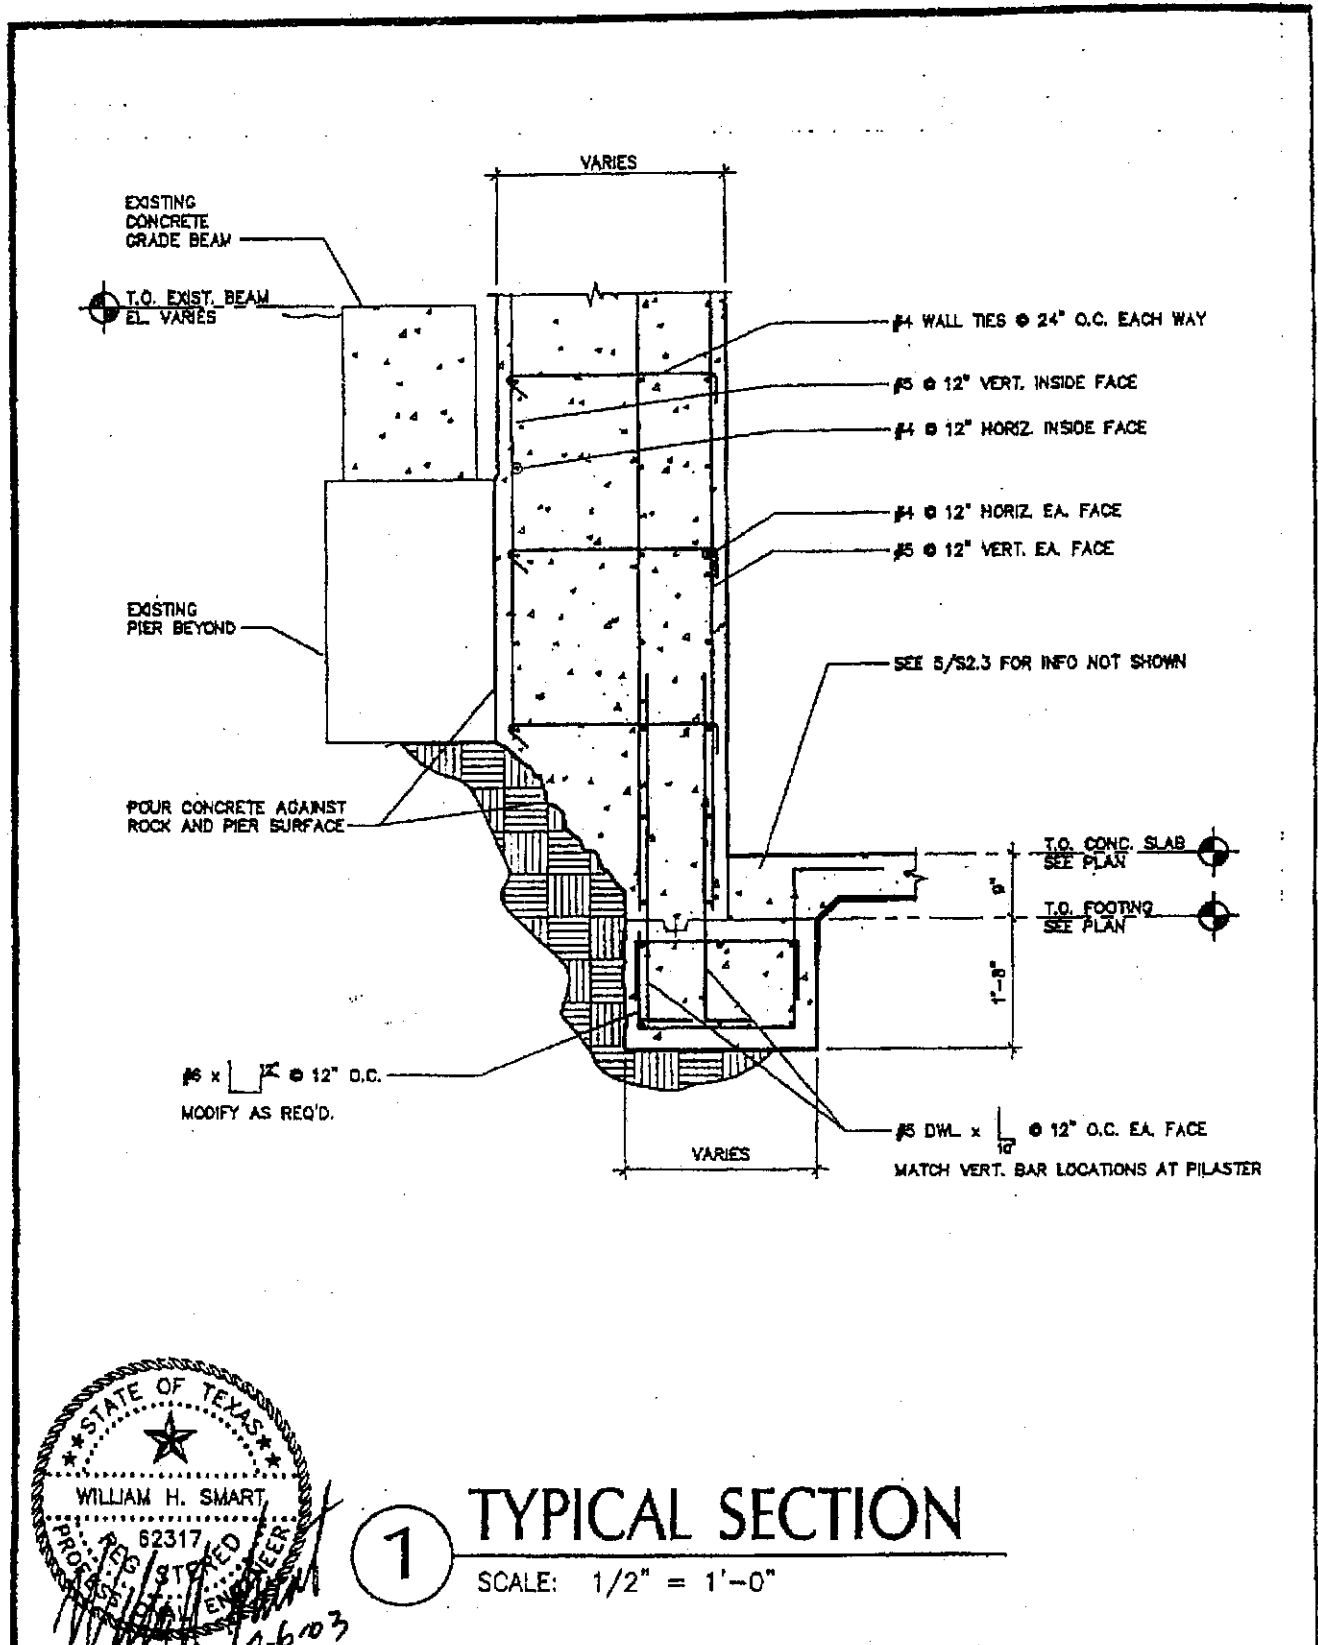 VARIES
EXISTING
CONCRETE
GRADE BEAM
T.O. EXIST. BEAM
EL. VARIES
#4 WALL TIES @ 24" O.C. EACH WAY
#5 @ 12" VERT. INSIDE FACE
#4 @ 12" HORIZ. INSIDE FACE
#4 @ 12" HORIZ. EA. FACE
#5 @ 12" VERT. EA. FACE
EXISTING
PIER BEYOND
SEE 5/S2.3 FOR INFO NOT SHOWN
POUR CONCRETE AGAINST
ROCK AND PIER SURFACE
T.O. CONC. SLAB
SEE PLAN
9"
T.O. FOOTING
SEE PLAN
1'-8"
#6 x @ 12" O.C.
MODIFY AS REQ'D.
VARIES
#5 DWL x 10" @ 12" O.C. EA. FACE
MATCH VERT. BAR LOCATIONS AT PILASTER
STATE OF TEXAS
WILLIAM H. SMART
62317
REGISTERED
PROFESSIONAL ENGINEER
1
TYPICAL SECTION
SCALE: 1/2" = 1'-0"